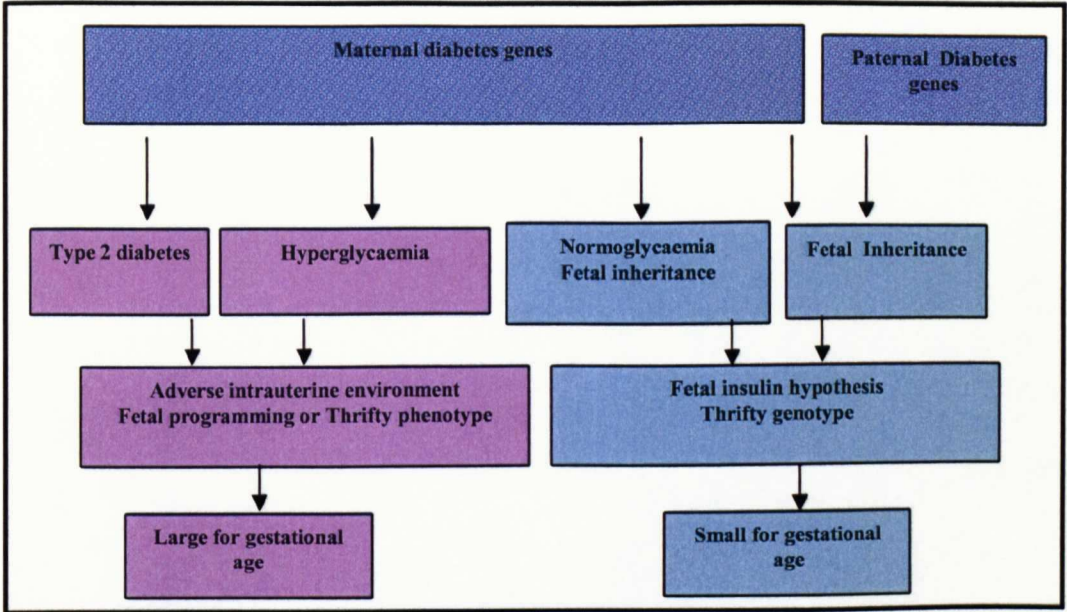 Maternal diabetes genes
Paternal Diabetes
genes
Type 2 diabetes
Hyperglycaemia
Normoglycaemia
Fetal inheritance
Fetal Inheritance
Adverse intrauterine environment
Fetal programming or Thrifty phenotype
Fetal insulin hypothesis
Thrifty genotype
Large for gestational
age
Small for gestational
age